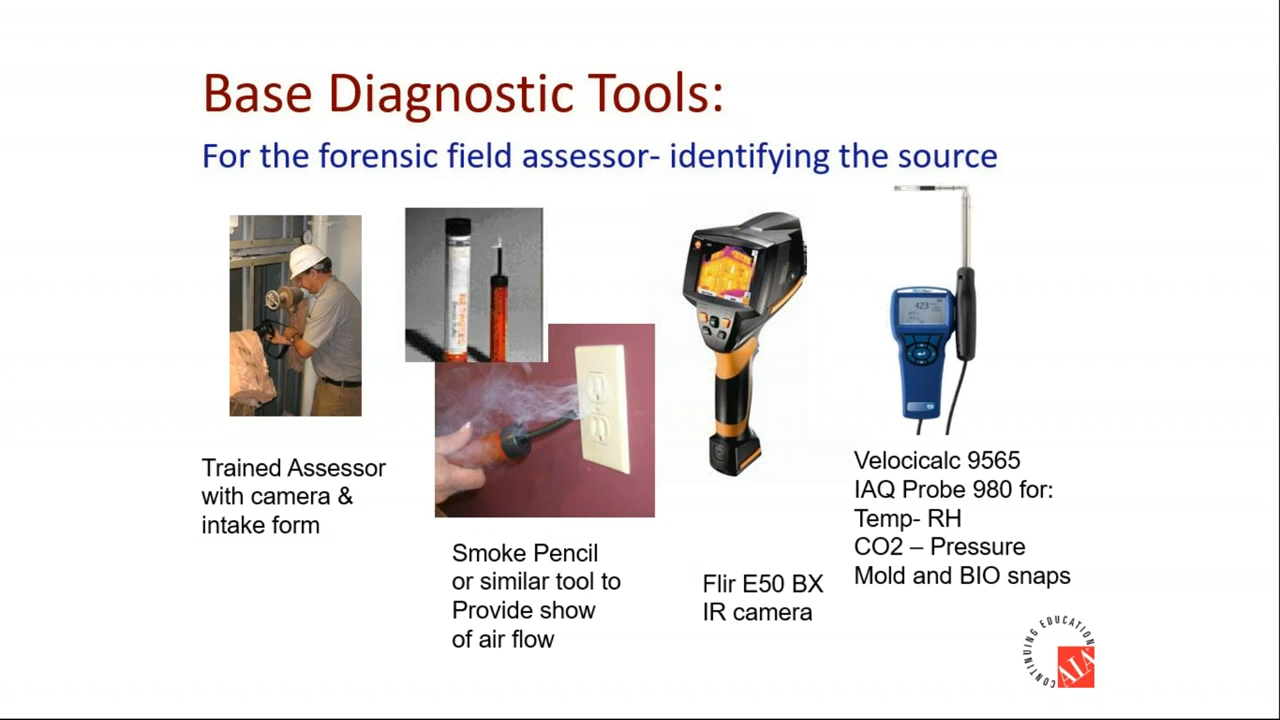 Base Diagnostic Tools:
For the forensic field assessor- identifying the source
Trained Assessor
with camera &
intake form
Smoke Pencil
or similar tool to
Provide show
of air flow
Flir E50 BX
IR camera
423
Velocicalc 9565
IAQ Probe 980 for:
Temp- RH
CO2 – Pressure
Mold and BIO snaps
CONTINUING EDUCATION
AIA